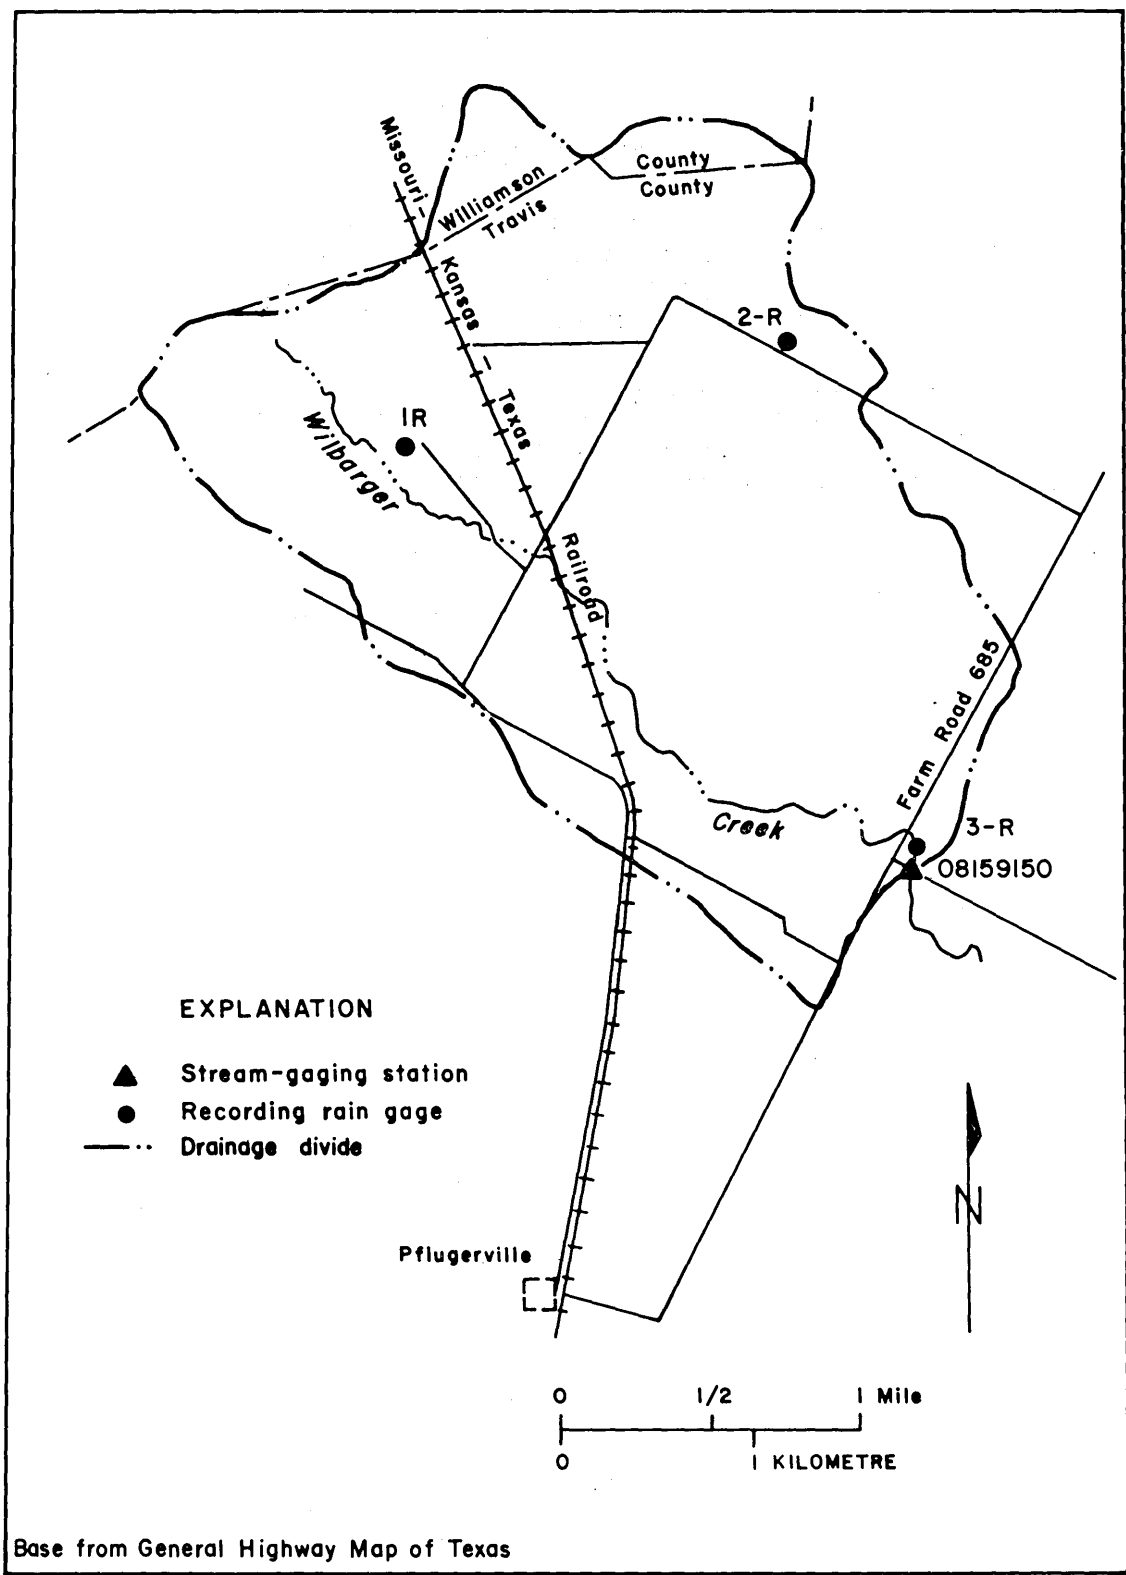 Missouri –
Kansas –
Texas
Railroad
Williamson
Travis
County
County
2-R
1R
Wilbarger
Creek
Farm Road 685
3-R
08159150
EXPLANATION
Stream-gaging station
Recording rain gage
Drainage divide
N
Pflugerville
0 1/2 1 Mile
0 1 KILOMETRE
Base from General Highway Map of Texas